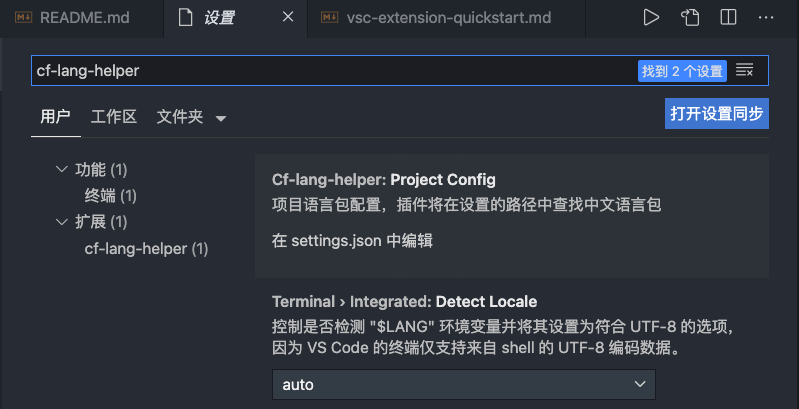 README.md
设置
vsc-extension-quickstart.md
cf-lang-helper
找到 2 个设置
用户
工作区
文件夹
打开设置同步
功能 (1)
终端 (1)
扩展 (1)
cf-lang-helper (1)
Cf-lang-helper: Project Config
项目语言包配置，插件将在设置的路径中查找中文语言包
在 settings.json 中编辑
Terminal › Integrated: Detect Locale
控制是否检测 "$LANG" 环境变量并将其设置为符合 UTF-8 的选项，
因为 VS Code 的终端仅支持来自 shell 的 UTF-8 编码数据。
auto